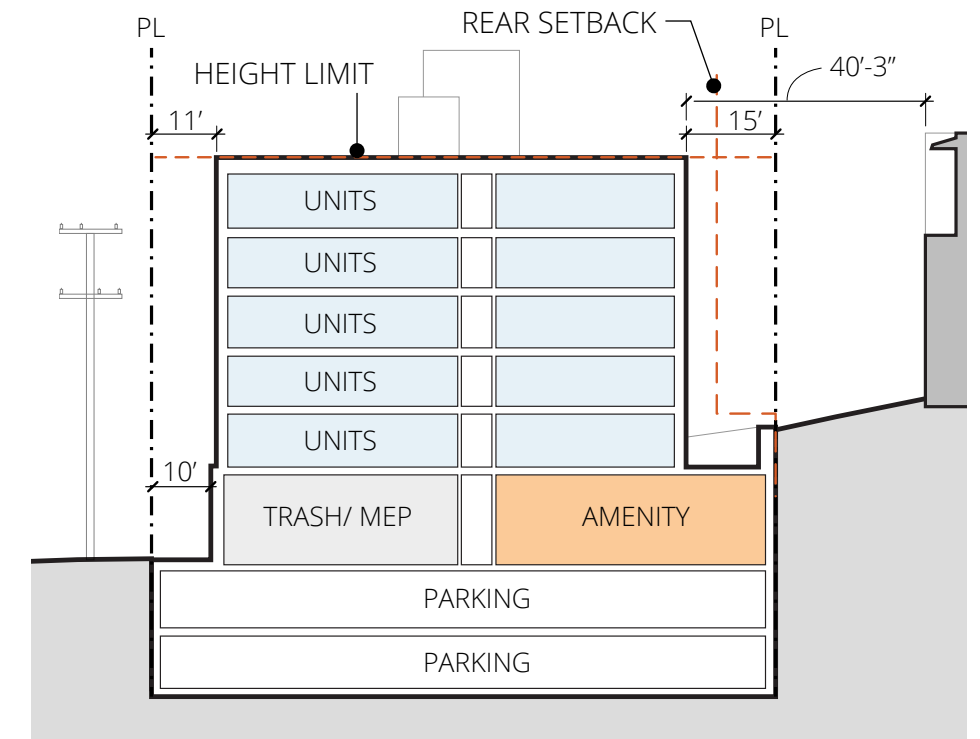 PL
REAR SETBACK
PL
HEIGHT LIMIT
40’-3”
11’
15’
UNITS
UNITS
UNITS
UNITS
UNITS
10’
TRASH/ MEP
AMENITY
PARKING
PARKING